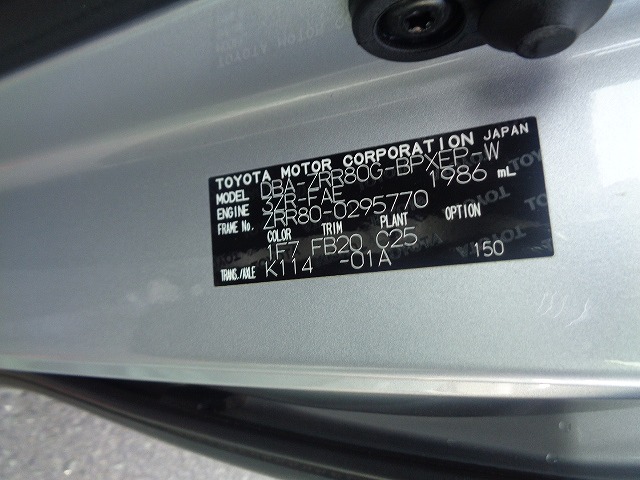 TOYOTA MOTOR CORPORATION JAPAN
MODEL DBA-ZRR80G-BPXEP-W
ENGINE 3ZR-FAE 1986 mL
FRAME No. ZRR80-0295770
COLOR TRIM PLANT OPTION
1F7 FB20 C25
TRANS./AXLE K114 -01A 150